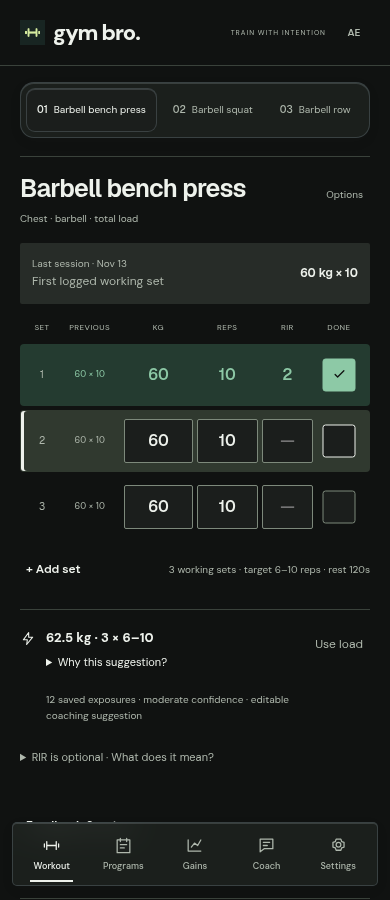 gym bro.
TRAIN WITH INTENTION
AE
01 Barbell bench press
02 Barbell squat
03 Barbell row
Barbell bench press
Options
Chest · barbell · total load
Last session · Nov 13
First logged working set
60 kg × 10
SET PREVIOUS KG REPS RIR DONE
1 60 × 10 60 10 2
2 60 × 10 60 10 —
3 60 × 10 60 10 —
+ Add set
3 working sets · target 6–10 reps · rest 120s
62.5 kg · 3 × 6–10
Use load
Why this suggestion?
12 saved exposures · moderate confidence · editable
coaching suggestion
RIR is optional · What does it mean?
Workout
Programs
Gains
Coach
Settings